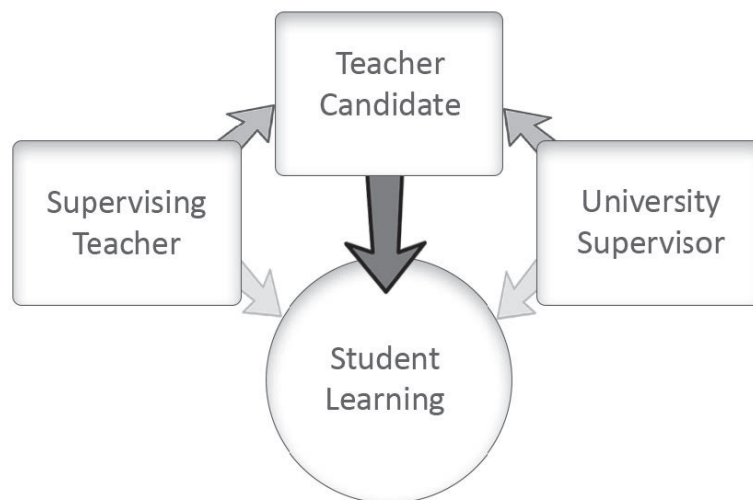 Teacher
Candidate
Supervising
Teacher
University
Supervisor
Student
Learning